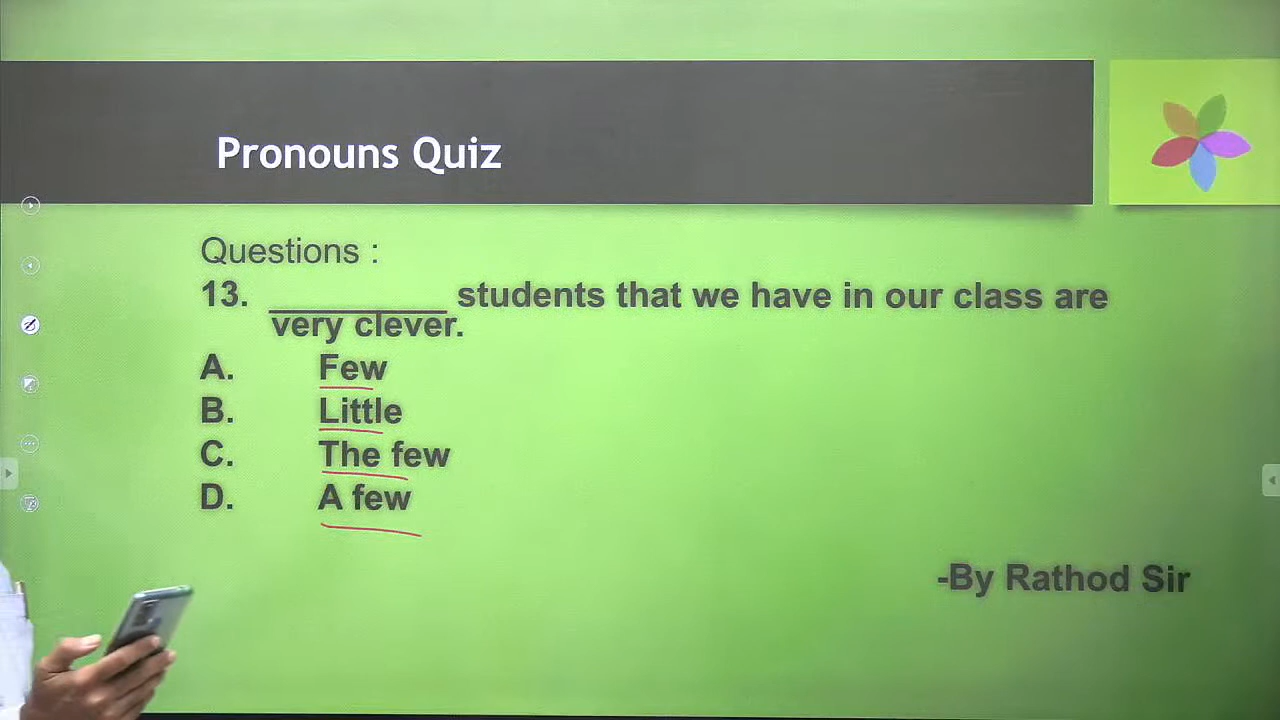 Pronouns Quiz
Questions :
13. __________ students that we have in our class are
very clever.
A. Few
B. Little
C. The few
D. A few
-By Rathod Sir